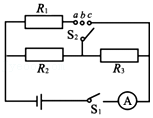 R₁ a b c
S₂
R₂ R₃
S₁ A